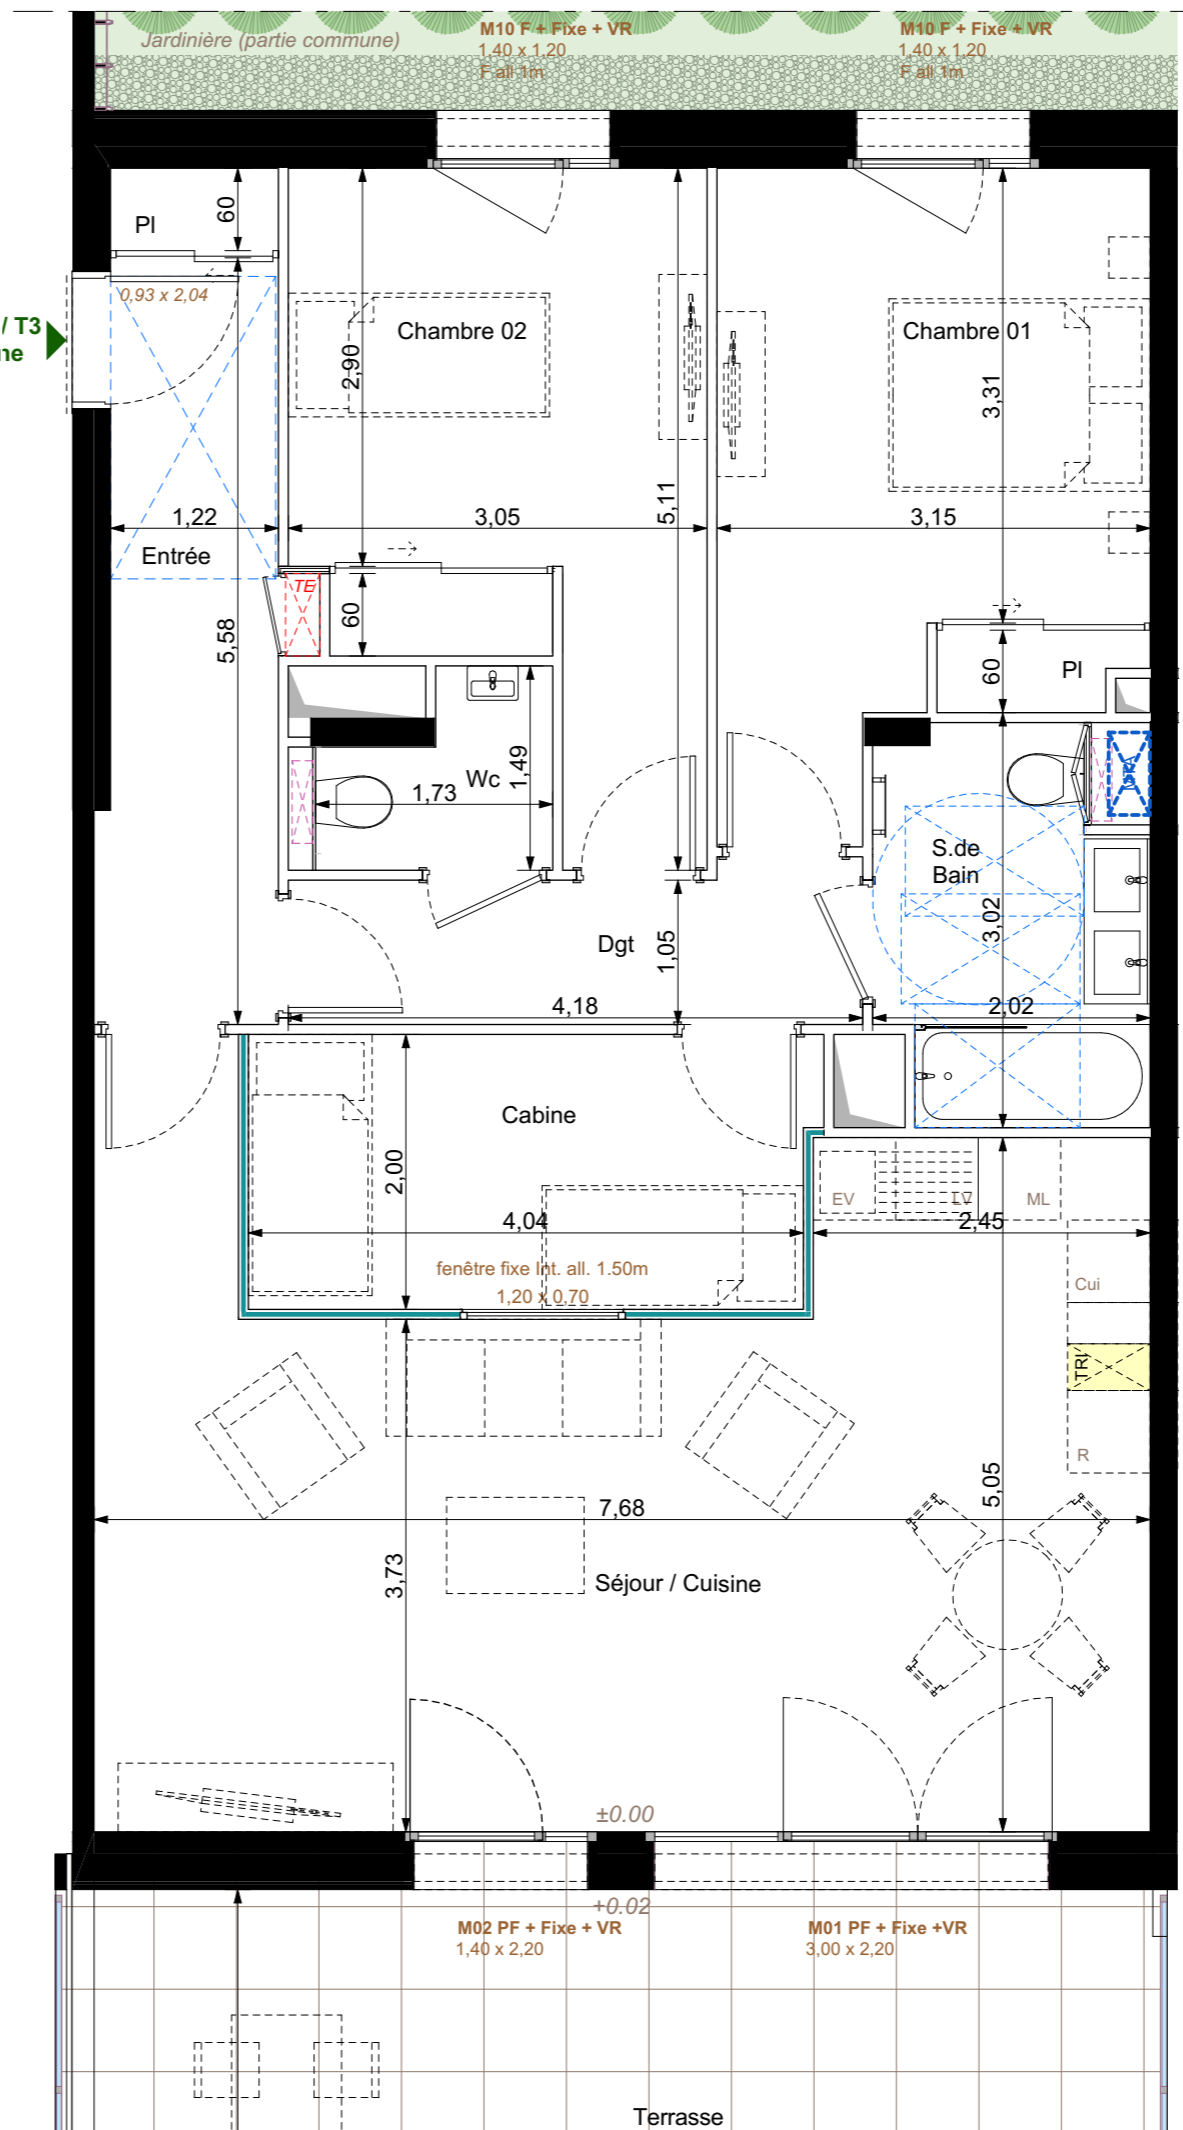 Jardinière (partie commune)
M10 F + Fixe + VR
1,40 x 1,20
F all 1m
M10 F + Fixe + VR
1,40 x 1,20
F all 1m
Pl
60
0,93 x 2,04
/ T3
Chambre 02
2,90
Chambre 01
3,31
5,11
1,22
3,05
3,15
Entrée
TE
60
5,58
60
Pl
Wc
1,49
1,73
S.de
Bain
3,02
Dgt
1,05
4,18
2,02
Cabine
2,00
4,04
EV
LV
ML
2,45
fenêtre fixe Int. all. 1.50m
1,20 x 0,70
Cui
TRI
R
5,05
7,68
3,73
Séjour / Cuisine
±0.00
+0.02
M02 PF + Fixe + VR
1,40 x 2,20
M01 PF + Fixe +VR
3,00 x 2,20
Terrasse